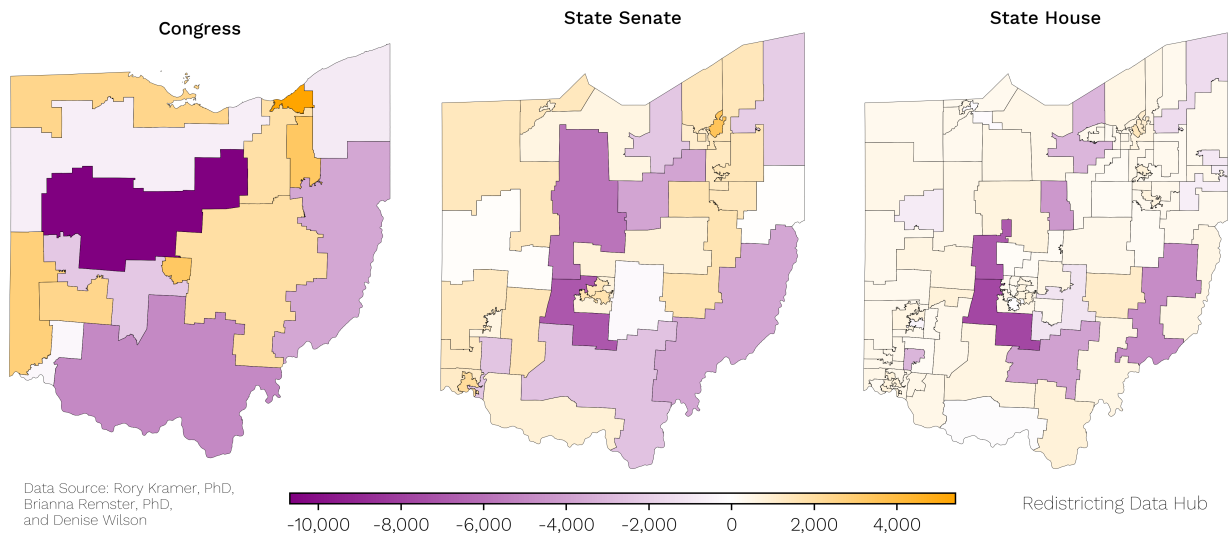 Congress
State Senate
State House
Data Source: Rory Kramer, PhD,
Brianna Remster, PhD,
and Denise Wilson
-10,000
-8,000
-6,000
-4,000
-2,000
0
2,000
4,000
Redistricting Data Hub